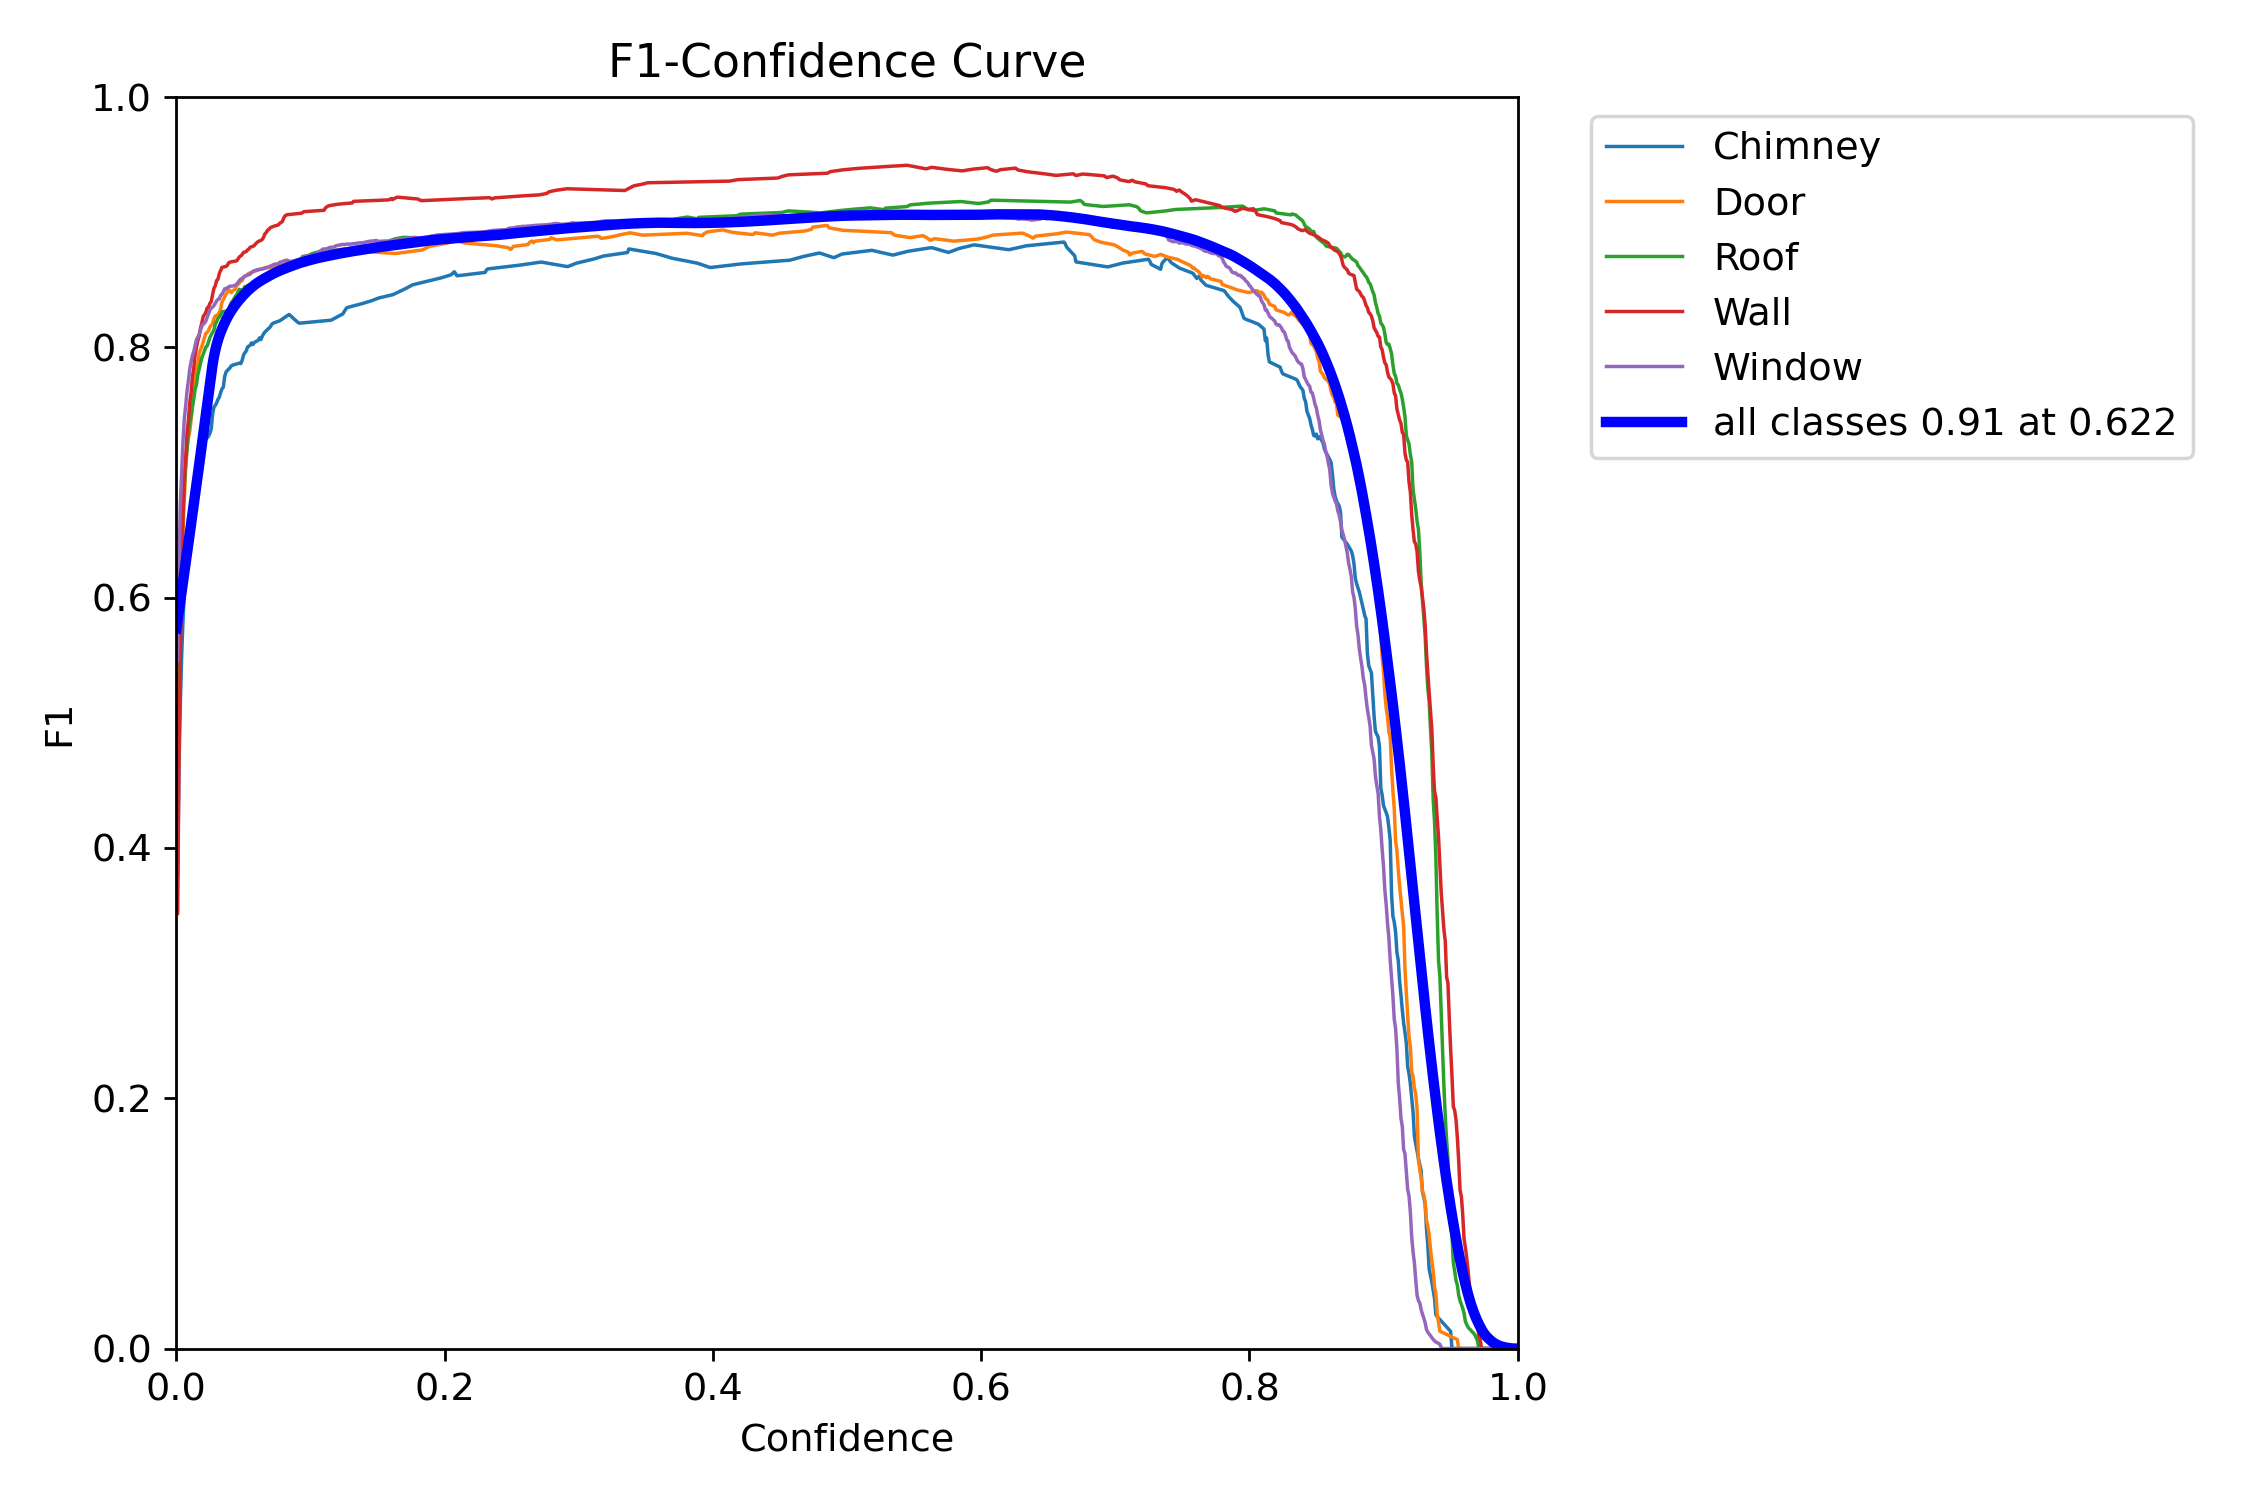 F1-Confidence Curve
1.0
0.8
0.6
0.4
0.2
0.0
F1
0.0 0.2 0.4 0.6 0.8 1.0
Confidence
Chimney
Door
Roof
Wall
Window
all classes 0.91 at 0.622